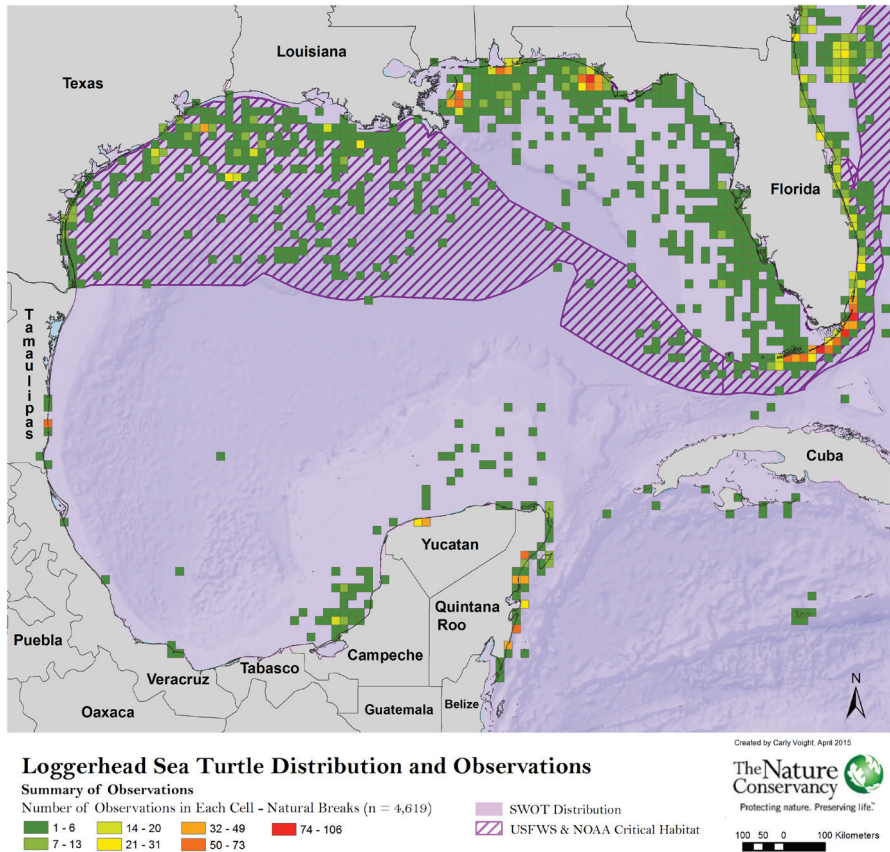 Louisiana
Texas
Florida
Tamaulipas
Cuba
Yucatan
Quintana
Roo
Puebla
Campeche
Veracruz
Tabasco
Oaxaca
Guatemala
Belize
N
Created by Carly Voight, April 2015
Loggerhead Sea Turtle Distribution and Observations
Summary of Observations
Number of Observations in Each Cell - Natural Breaks (n = 4,619)
1 - 6
14 - 20
32 - 49
74 - 106
7 - 13
21 - 31
50 - 73
SWOT Distribution
USFWS & NOAA Critical Habitat
The Nature
Conservancy
Protecting nature. Preserving life.™
100 50 0 100 Kilometers